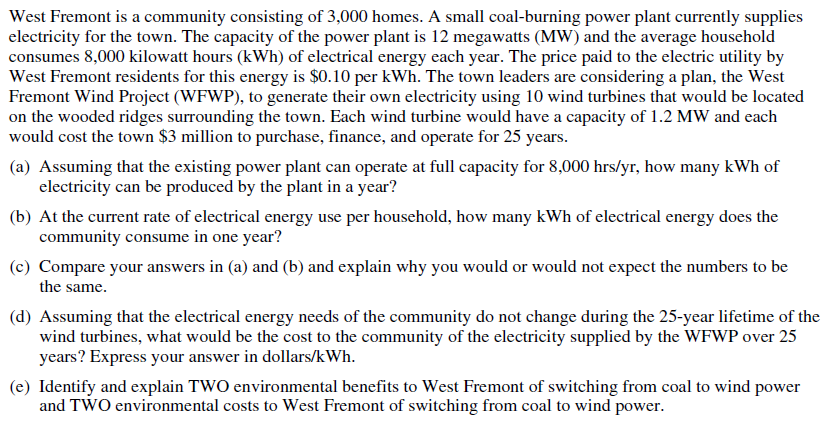 West Fremont is a community consisting of 3,000 homes. A small coal-burning power plant currently supplies
electricity for the town. The capacity of the power plant is 12 megawatts (MW) and the average household
consumes 8,000 kilowatt hours (kWh) of electrical energy each year. The price paid to the electric utility by
West Fremont residents for this energy is $0.10 per kWh. The town leaders are considering a plan, the West
Fremont Wind Project (WFWP), to generate their own electricity using 10 wind turbines that would be located
on the wooded ridges surrounding the town. Each wind turbine would have a capacity of 1.2 MW and each
would cost the town $3 million to purchase, finance, and operate for 25 years.
(a) Assuming that the existing power plant can operate at full capacity for 8,000 hrs/yr, how many kWh of
electricity can be produced by the plant in a year?
(b) At the current rate of electrical energy use per household, how many kWh of electrical energy does the
community consume in one year?
(c) Compare your answers in (a) and (b) and explain why you would or would not expect the numbers to be
the same.
(d) Assuming that the electrical energy needs of the community do not change during the 25-year lifetime of the
wind turbines, what would be the cost to the community of the electricity supplied by the WFWP over 25
years? Express your answer in dollars/kWh.
(e) Identify and explain TWO environmental benefits to West Fremont of switching from coal to wind power
and TWO environmental costs to West Fremont of switching from coal to wind power.